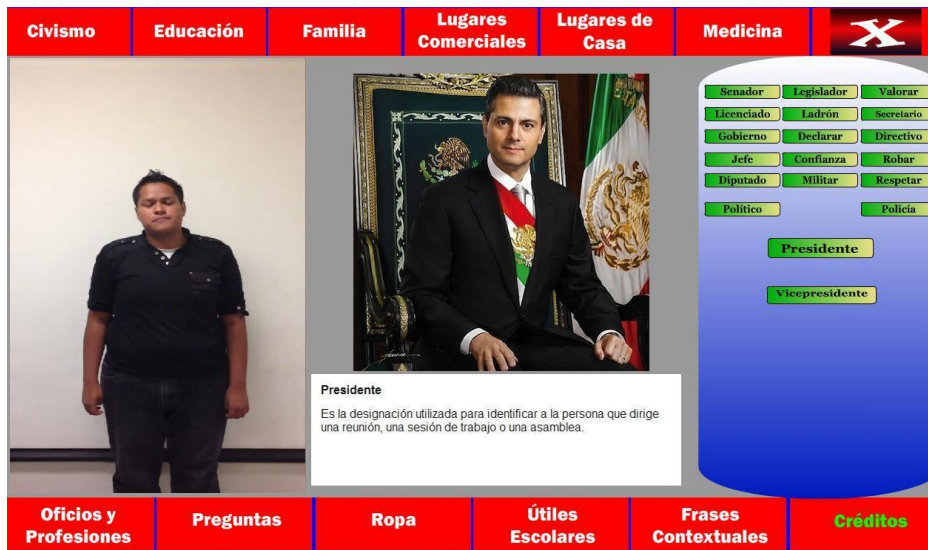 Civismo
Educación
Familia
Lugares
Comerciales
Lugares de
Casa
Medicina
X
Senador Legislador Valorar
Licenciado Ladrón Secretario
Gobierno Declarar Directivo
Jefe Confianza Robar
Diputado Militar Respetar
Político Policía
Presidente
Vicepresidente
Presidente
Es la designación utilizada para identificar a la persona que dirige
una reunión, una sesión de trabajo o una asamblea.
Oficios y
Profesiones
Preguntas
Ropa
Útiles
Escolares
Frases
Contextuales
Créditos